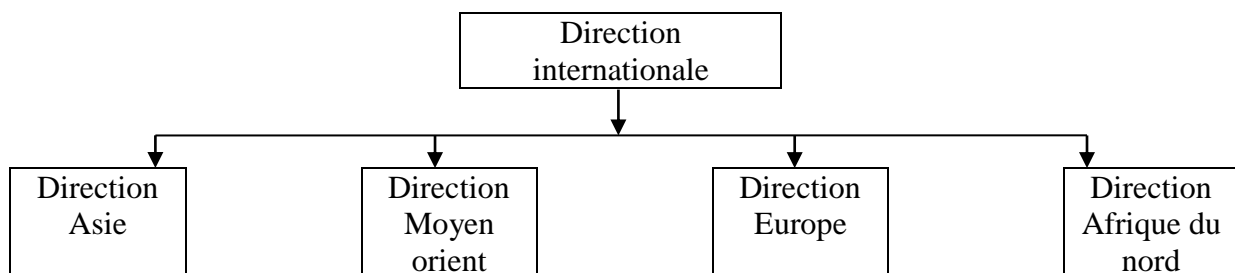 Direction
internationale
Direction
Asie
Direction
Moyen
orient
Direction
Europe
Direction
Afrique du
nord